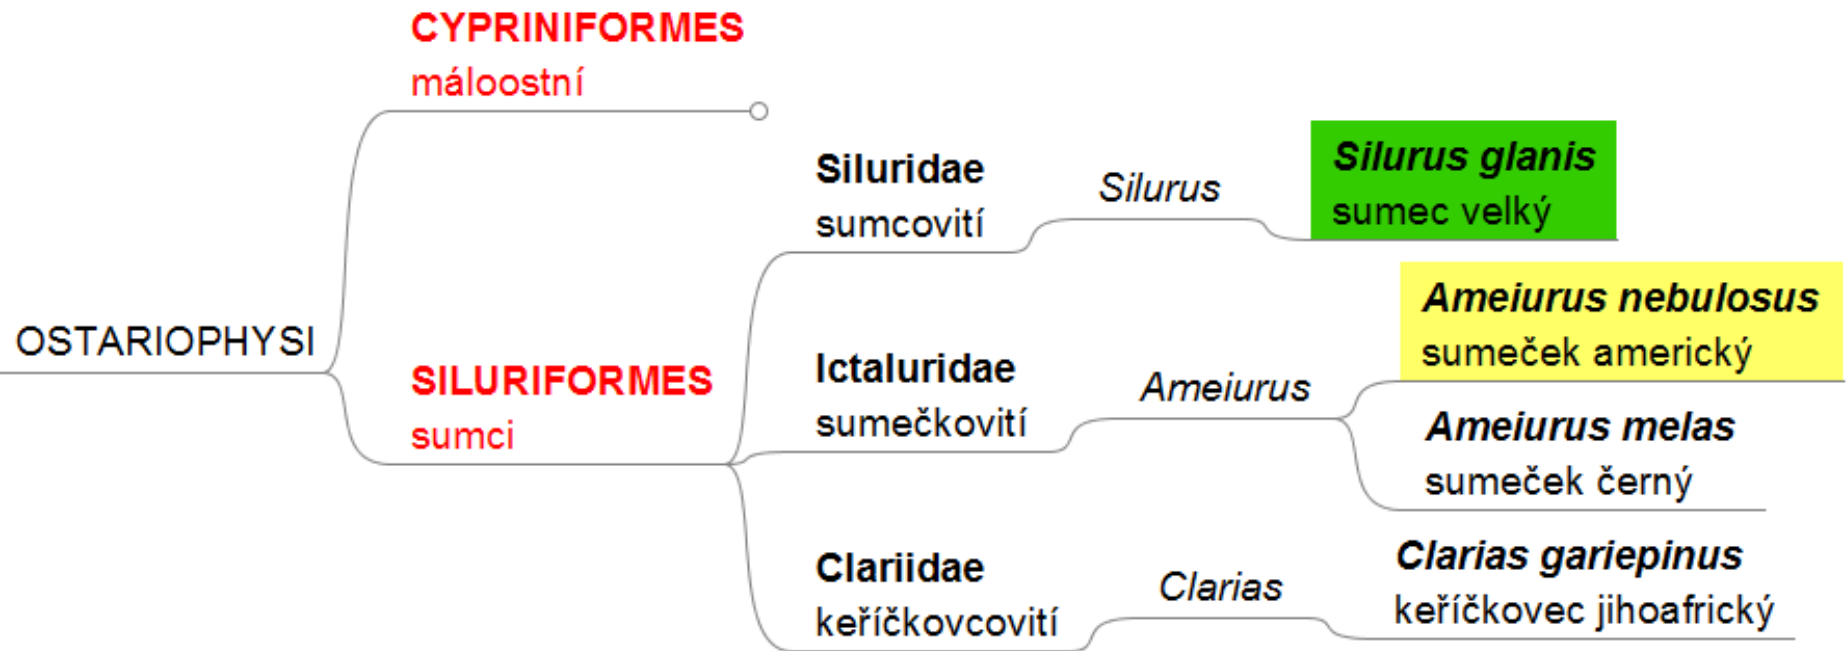 CYPRINIFORMES
máloostní
OSTARIOPHYSI
SILURIFORMES
sumci
Siluridae
sumcovití
Silurus
Silurus glanis
sumec velký
Ictaluridae
sumečkovití
Ameiurus
Ameiurus nebulosus
sumeček americký
Ameiurus melas
sumeček černý
Clariidae
keříčkovcovití
Clarias
Clarias gariepinus
keříčkovec jihoafrický